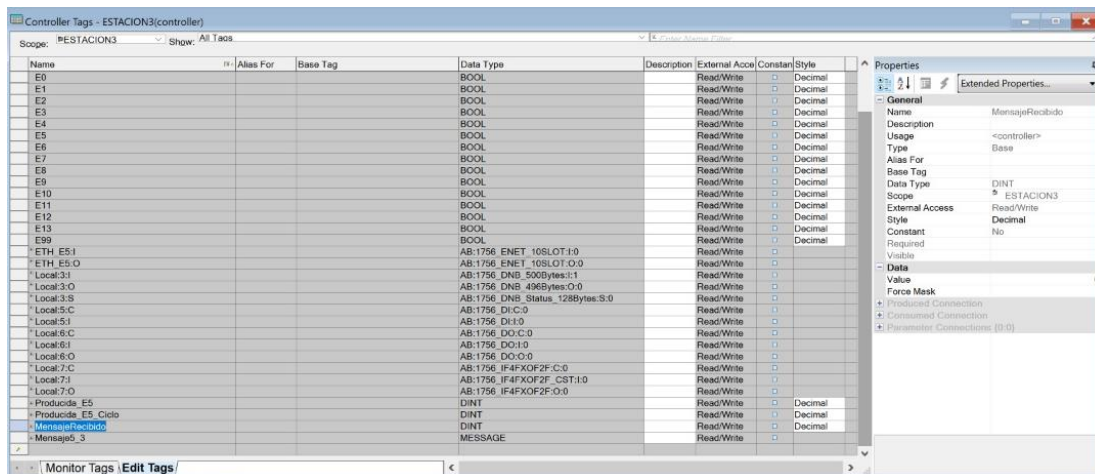 Controller Tags - ESTACION3(controller)
Scope: ESTACION3 Show: All Tags Enter Name Filter...
Name Alias For Base Tag Data Type Description External Acce Constan Style
E0 BOOL Read/Write Decimal
E1 BOOL Read/Write Decimal
E2 BOOL Read/Write Decimal
E3 BOOL Read/Write Decimal
E4 BOOL Read/Write Decimal
E5 BOOL Read/Write Decimal
E6 BOOL Read/Write Decimal
E7 BOOL Read/Write Decimal
E8 BOOL Read/Write Decimal
E9 BOOL Read/Write Decimal
E10 BOOL Read/Write Decimal
E11 BOOL Read/Write Decimal
E12 BOOL Read/Write Decimal
E13 BOOL Read/Write Decimal
E99 BOOL Read/Write Decimal
ETH_E5:I AB:1756_ENET_10SLOT:I:0 Read/Write
ETH_E5:O AB:1756_ENET_10SLOT:O:0 Read/Write
Local:3:I AB:1756_DNB_500Bytes:I:1 Read/Write
Local:3:O AB:1756_DNB_496Bytes:O:0 Read/Write
Local:3:S AB:1756_DNB_Status_128Bytes:S:0 Read/Write
Local:5:C AB:1756_DI:C:0 Read/Write
Local:5:I AB:1756_DI:I:0 Read/Write
Local:6:C AB:1756_DO:C:0 Read/Write
Local:6:I AB:1756_DO:I:0 Read/Write
Local:6:O AB:1756_DO:O:0 Read/Write
Local:7:C AB:1756_IF4FXOF2F:C:0 Read/Write
Local:7:I AB:1756_IF4FXOF2F_CST:I:0 Read/Write
Local:7:O AB:1756_IF4FXOF2F:O:0 Read/Write
Producida_E5 DINT Read/Write Decimal
Producida_E5_Ciclo DINT Read/Write Decimal
MensajeRecibido DINT Read/Write Decimal
Mensaje5_3 MESSAGE Read/Write
Monitor Tags Edit Tags
Properties
Extended Properties...
General
Name MensajeRecibido
Description
Usage <controller>
Type Base
Alias For
Base Tag
Data Type DINT
Scope ESTACION3
External Access Read/Write
Style Decimal
Constant No
Required
Visible
Data
Value
Force Mask
Produced Connection
Consumed Connection
Parameter Connections {0:0}